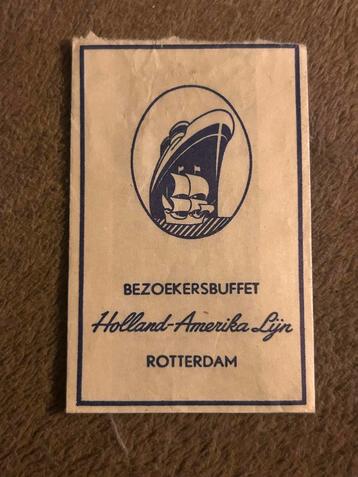 BEZOEKERSBUFFET
Holland-Amerika Lijn
ROTTERDAM